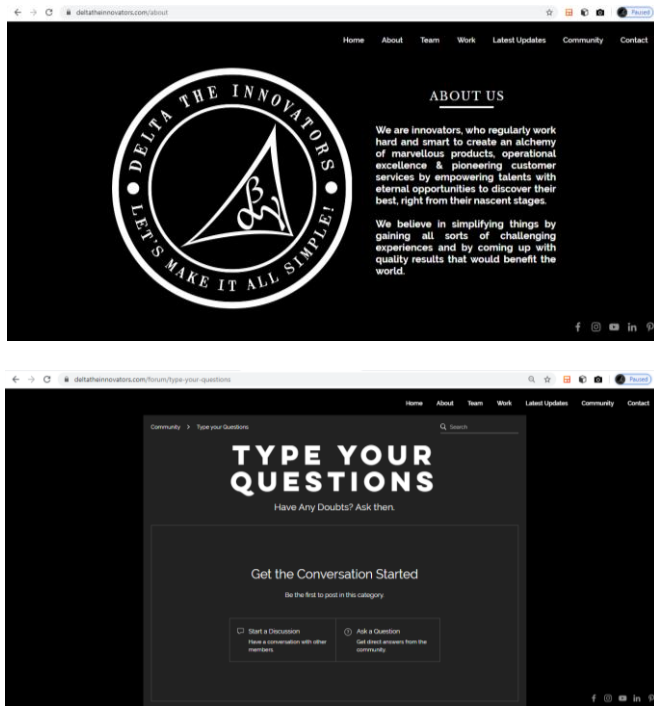 deltatheinnovators.com/about
Paused
Home About Team Work Latest Updates Community Contact
DELTA THE INNOVATORS
LET'S MAKE IT ALL SIMPLE!
ABOUT US
We are innovators, who regularly work
hard and smart to create an alchemy
of marvellous products, operational
excellence & pioneering customer
services by empowering talents with
eternal opportunities to discover their
best, right from their nascent stages.
We believe in simplifying things by
gaining all sorts of challenging
experiences and by coming up with
quality results that would benefit the
world.
deltatheinnovators.com/forum/type-your-questions
Paused
Home About Team Work Latest Updates Community Contact
Community > Type your Questions
Search
TYPE YOUR
QUESTIONS
Have Any Doubts? Ask then.
Get the Conversation Started
Be the first to post in this category.
Start a Discussion
Have a conversation with other
members.
Ask a Question
Get direct answers from the
community.